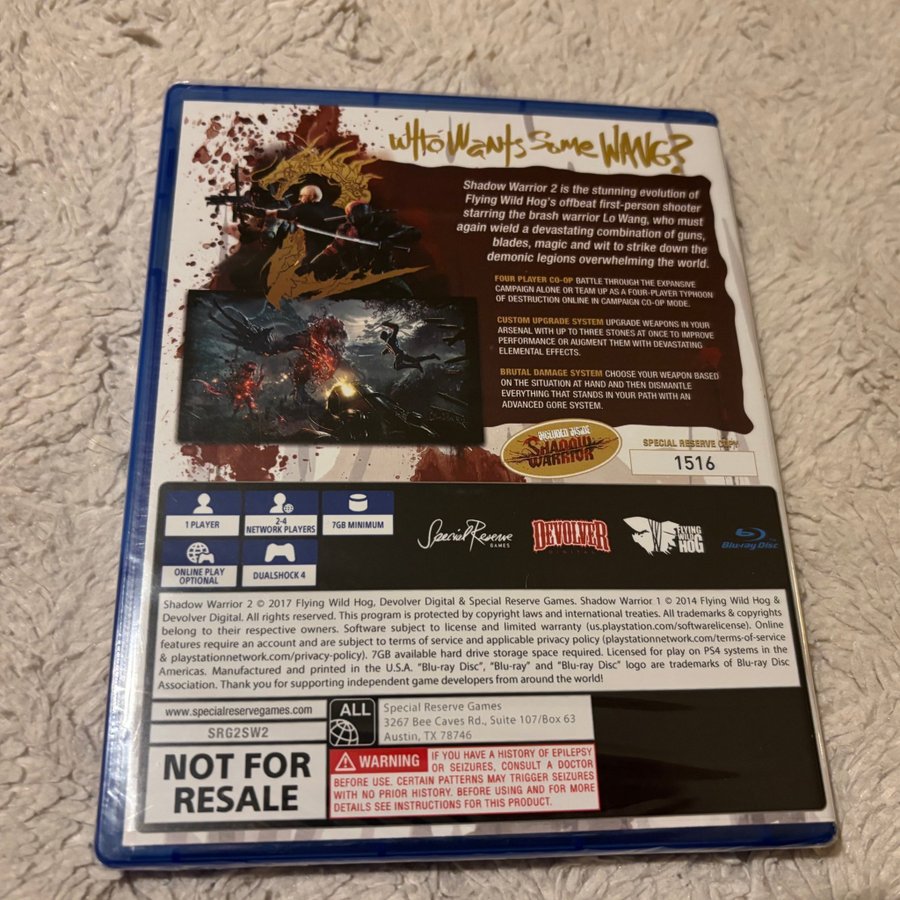 WHO WANTS SOME WANG?
Shadow Warrior 2 is the stunning evolution of
Flying Wild Hog's offbeat first-person shooter
starring the brash warrior Lo Wang, who must
again wield a devastating combination of guns,
blades, magic and wit to strike down the
demonic legions overwhelming the world.
FOUR PLAYER CO-OP BATTLE THROUGH THE EXPANSIVE
CAMPAIGN ALONE OR TEAM UP AS A FOUR-PLAYER TYPHOON
OF DESTRUCTION ONLINE IN CAMPAIGN CO-OP MODE.
CUSTOM UPGRADE SYSTEM UPGRADE WEAPONS IN YOUR
ARSENAL WITH UP TO THREE STONES AT ONCE TO IMPROVE
PERFORMANCE OR AUGMENT THEM WITH DEVASTATING
ELEMENTAL EFFECTS.
BRUTAL DAMAGE SYSTEM CHOOSE YOUR WEAPON BASED
ON THE SITUATION AT HAND AND THEN DISMANTLE
EVERYTHING THAT STANDS IN YOUR PATH WITH AN
ADVANCED GORE SYSTEM.
INCLUDED INSIDE
SHADOW
WARRIOR
SPECIAL RESERVE COPY
1516
1 PLAYER
2-4
NETWORK PLAYERS
7GB MINIMUM
ONLINE PLAY
OPTIONAL
DUALSHOCK 4
Special Reserve
GAMES
DEVOLVER
DIGITAL
FLYING
WILD
HOG
Blu-ray Disc
Shadow Warrior 2 © 2017 Flying Wild Hog, Devolver Digital & Special Reserve Games. Shadow Warrior 1 © 2014 Flying Wild Hog &
Devolver Digital. All rights reserved. This program is protected by copyright laws and international treaties. All trademarks & copyrights
belong to their respective owners. Software subject to license and limited warranty (us.playstation.com/softwarelicense). Online
features require an account and are subject to terms of service and applicable privacy policy (playstationnetwork.com/terms-of-service
& playstationnetwork.com/privacy-policy). 7GB available hard drive storage space required. Licensed for play on PS4 systems in the
Americas. Manufactured and printed in the U.S.A. "Blu-ray Disc", "Blu-ray" and "Blu-ray Disc" logo are trademarks of Blu-ray Disc
Association. Thank you for supporting independent game developers from around the world!
www.specialreservegames.com
SRG2SW2
NOT FOR
RESALE
ALL
Special Reserve Games
3267 Bee Caves Rd., Suite 107/Box 63
Austin, TX 78746
WARNING IF YOU HAVE A HISTORY OF EPILEPSY
OR SEIZURES, CONSULT A DOCTOR
BEFORE USE. CERTAIN PATTERNS MAY TRIGGER SEIZURES
WITH NO PRIOR HISTORY. BEFORE USING AND FOR MORE
DETAILS SEE INSTRUCTIONS FOR THIS PRODUCT.